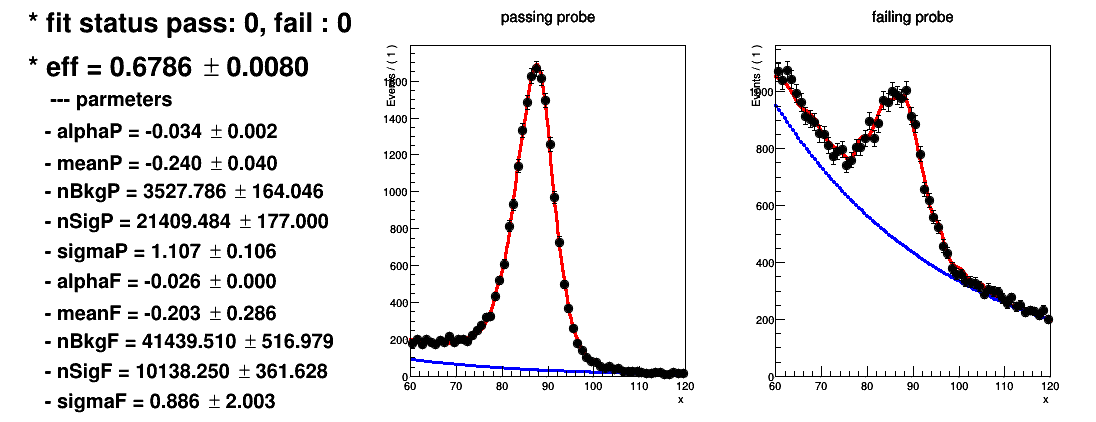 * fit status pass: 0, fail : 0
* eff = 0.6786 ± 0.0080
--- parmeters
- alphaP = -0.034 ± 0.002
- meanP = -0.240 ± 0.040
- nBkgP = 3527.786 ± 164.046
- nSigP = 21409.484 ± 177.000
- sigmaP = 1.107 ± 0.106
- alphaF = -0.026 ± 0.000
- meanF = -0.203 ± 0.286
- nBkgF = 41439.510 ± 516.979
- nSigF = 10138.250 ± 361.628
- sigmaF = 0.886 ± 2.003
passing probe
Events / ( 1 )
1600
1400
1200
1000
800
600
400
200
0
60 70 80 90 100 110 120
x
failing probe
Events / ( 1 )
1000
800
600
400
200
0
60 70 80 90 100 110 120
x